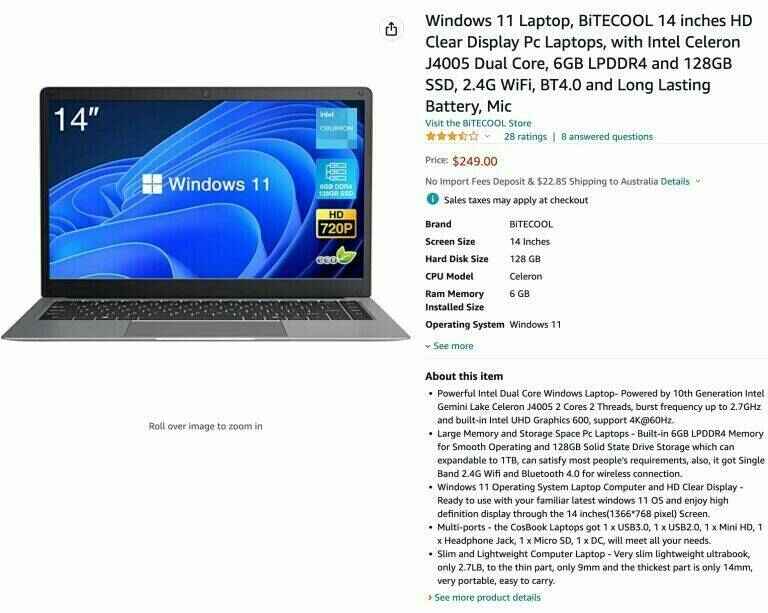 Windows 11 Laptop, BiTECOOL 14 inches HD
Clear Display Pc Laptops, with Intel Celeron
J4005 Dual Core, 6GB LPDDR4 and 128GB
SSD, 2.4G WiFi, BT4.0 and Long Lasting
Battery, Mic
Visit the BiTECOOL Store
28 ratings | 8 answered questions
Price: $249.00
No Import Fees Deposit & $22.85 Shipping to Australia Details
Sales taxes may apply at checkout
Brand BiTECOOL
Screen Size 14 Inches
Hard Disk Size 128 GB
CPU Model Celeron
Ram Memory 6 GB
Installed Size
Operating System Windows 11
See more
14"
intel
CELERON
Windows 11
6GB DDR4
128GB SSD
HD
720P
eco
Roll over image to zoom in
About this item
• Powerful Intel Dual Core Windows Laptop- Powered by 10th Generation Intel
Gemini Lake Celeron J4005 2 Cores 2 Threads, burst frequency up to 2.7GHz
and built-in Intel UHD Graphics 600, support 4K@60Hz.
• Large Memory and Storage Space Pc Laptops - Built-in 6GB LPDDR4 Memory
for Smooth Operating and 128GB Solid State Drive Storage which can
expandable to 1TB, can satisfy most people's requirements, also, it got Single
Band 2.4G Wifi and Bluetooth 4.0 for wireless connection.
• Windows 11 Operating System Laptop Computer and HD Clear Display -
Ready to use with your familiar latest windows 11 OS and enjoy high
definition display through the 14 inches(1366*768 pixel) Screen.
• Multi-ports - the CosBook Laptops got 1 x USB3.0, 1 x USB2.0, 1 x Mini HD, 1
x Headphone Jack, 1 x Micro SD, 1 x DC, will meet all your needs.
• Slim and Lightweight Computer Laptop - Very slim lightweight ultrabook,
only 2.7LB, to the thin part, only 9mm and the thickest part is only 14mm,
very portable, easy to carry.
See more product details